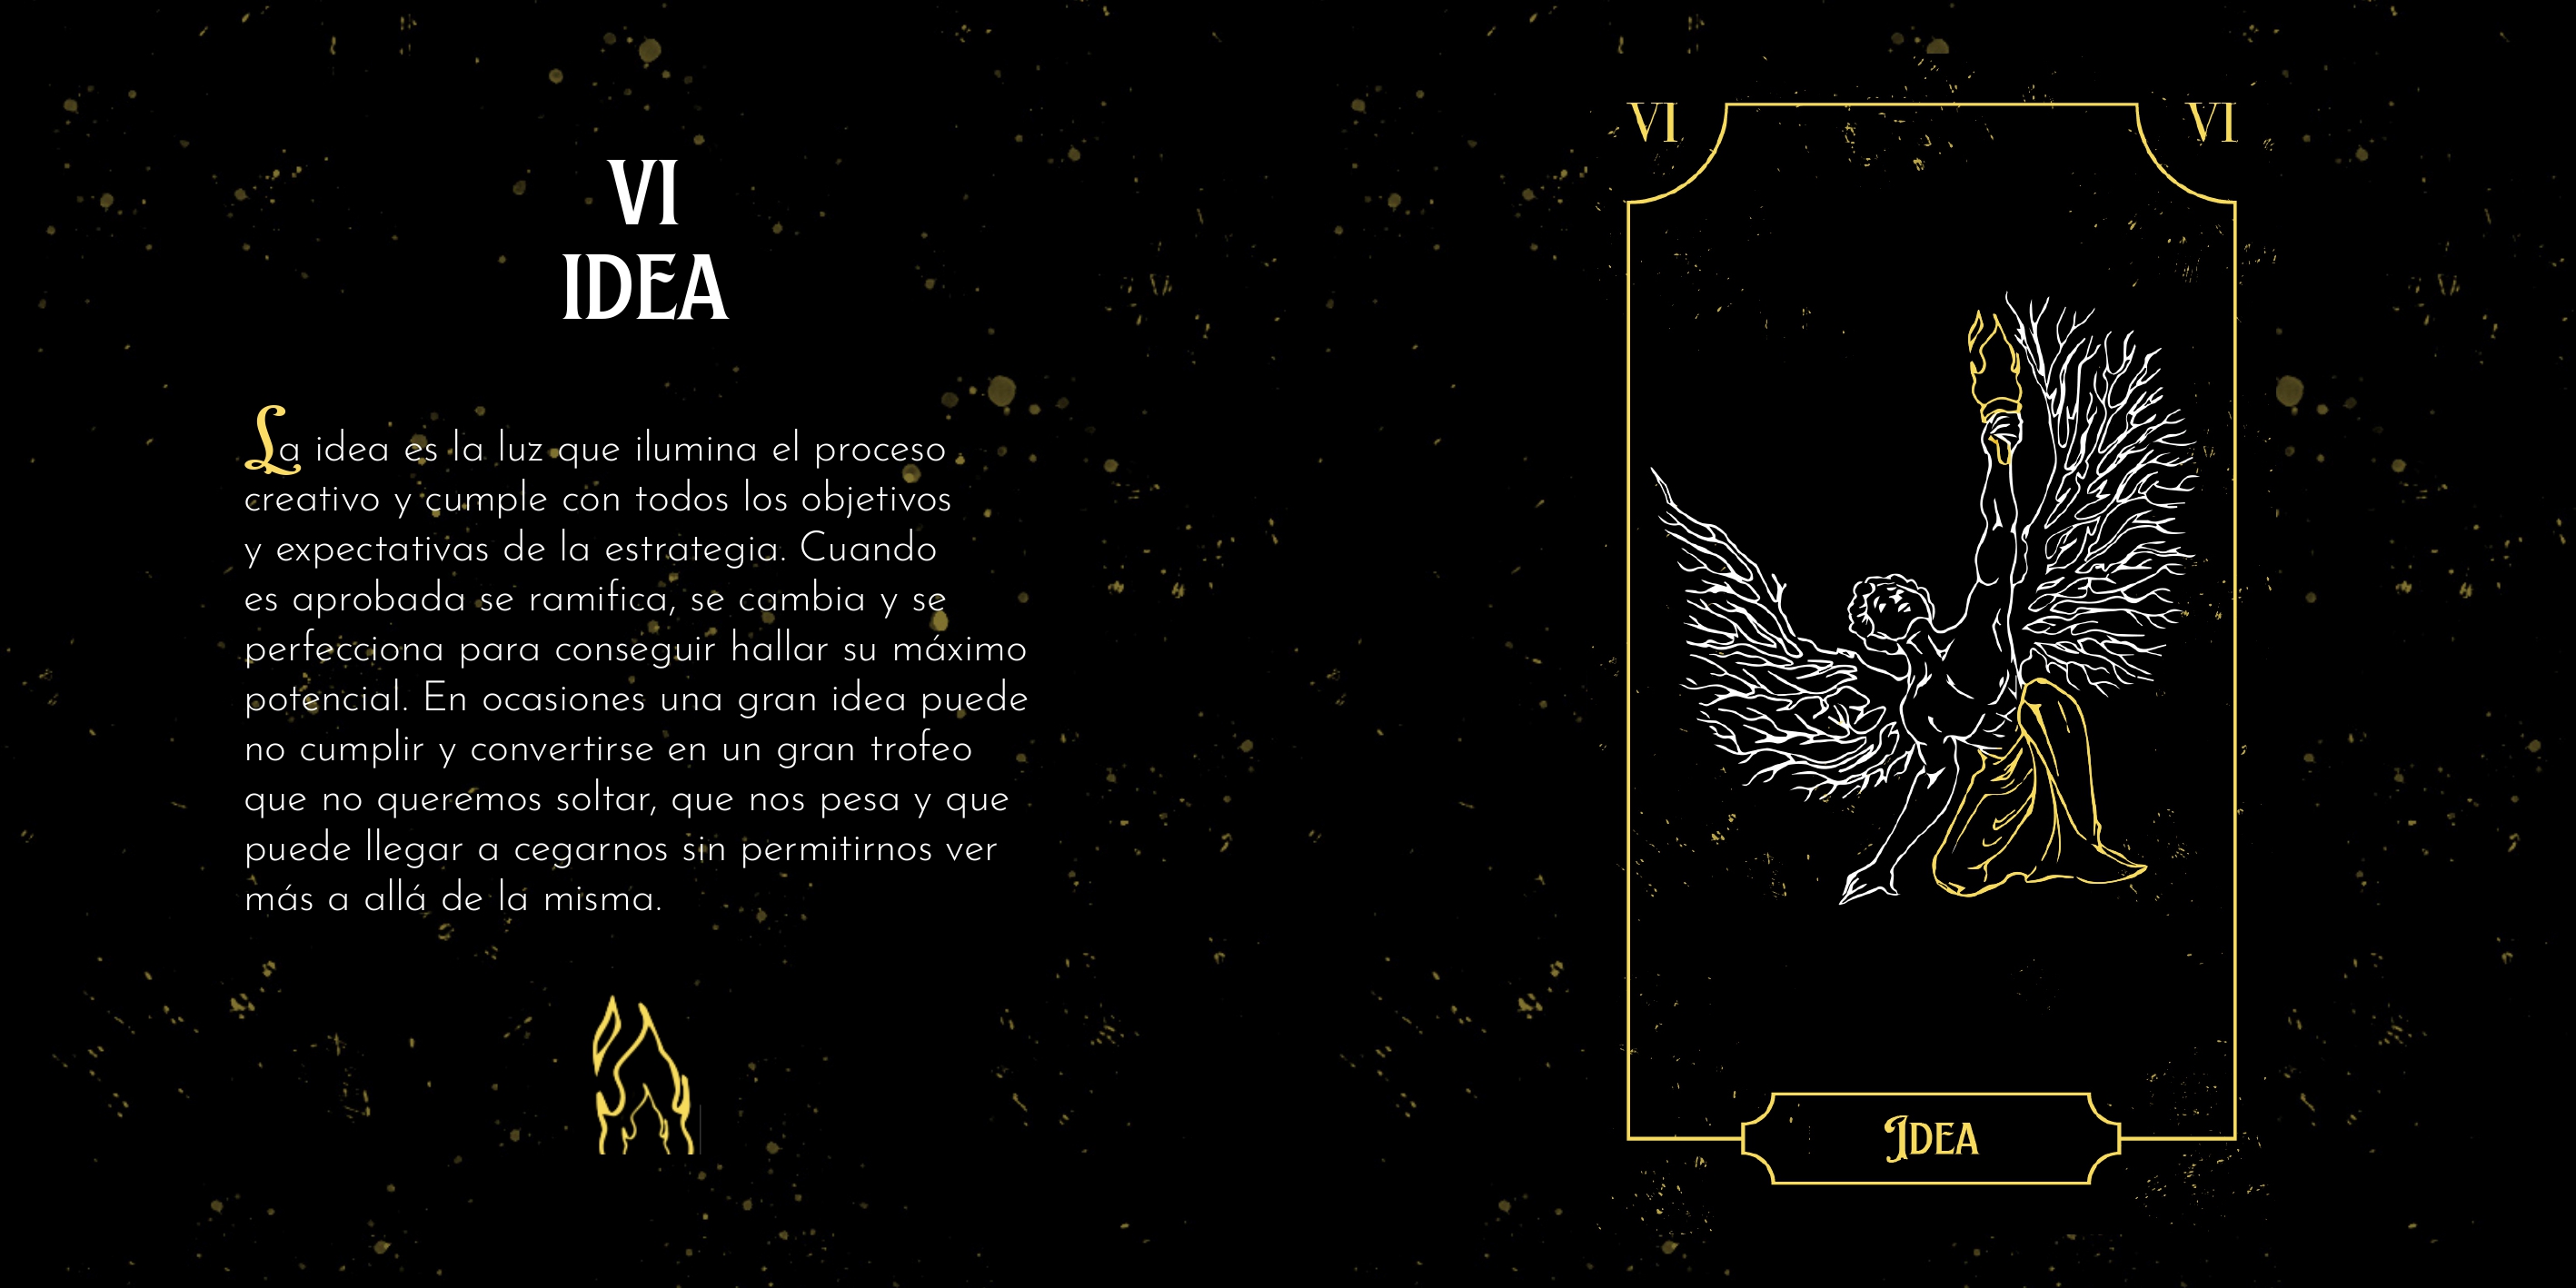 VI
IDEA
La idea es la luz que ilumina el proceso
creativo y cumple con todos los objetivos
y expectativas de la estrategia. Cuando
es aprobada se ramifica, se cambia y se
perfecciona para conseguir hallar su máximo
potencial. En ocasiones una gran idea puede
no cumplir y convertirse en un gran trofeo
que no queremos soltar, que nos pesa y que
puede llegar a cegarnos sin permitirnos ver
más a allá de la misma.
VI
VI
IDEA